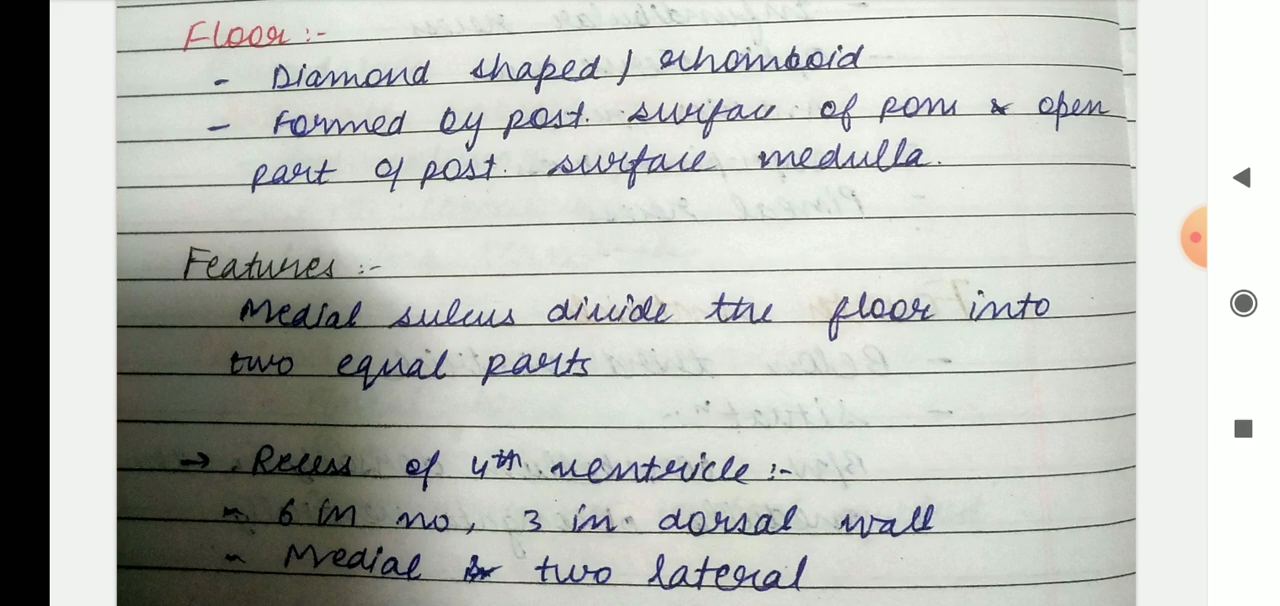 Floor :-
- Diamond shaped / rhomboid
- Formed by post. surface of pons & open
part of post. surface medulla.
Features :-
Medial sulcus divide the floor into
two equal parts
→ Recess of 4th ventricle :-
- 6 in no, 3 in dorsal wall
- Medial & two lateral